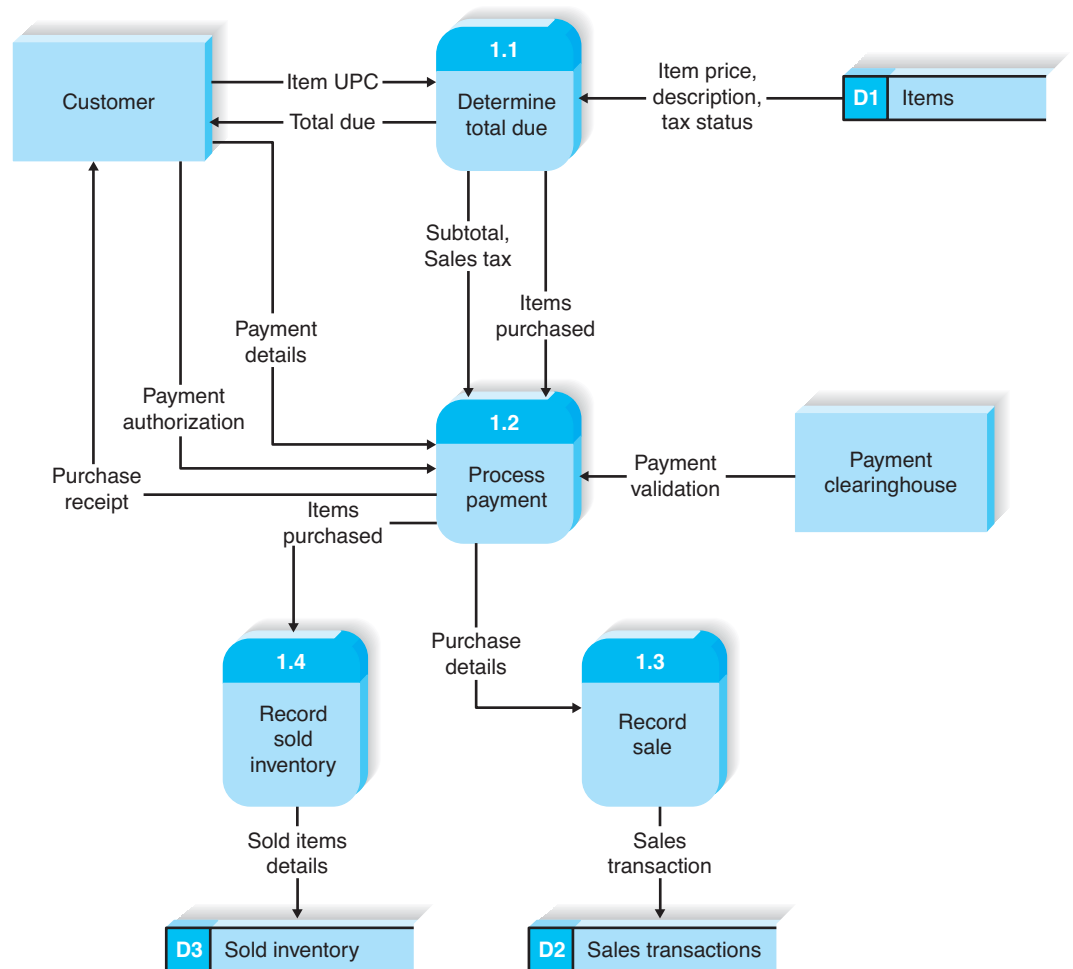 Customer
Item UPC
Total due
1.1
Determine
total due
Item price,
description,
tax status
D1 Items
Subtotal,
Sales tax
Items
purchased
Payment
details
Payment
authorization
Purchase
receipt
1.2
Process
payment
Payment
validation
Payment
clearinghouse
Items
purchased
Purchase
details
1.4
Record
sold
inventory
1.3
Record
sale
Sold items
details
Sales
transaction
D3 Sold inventory
D2 Sales transactions